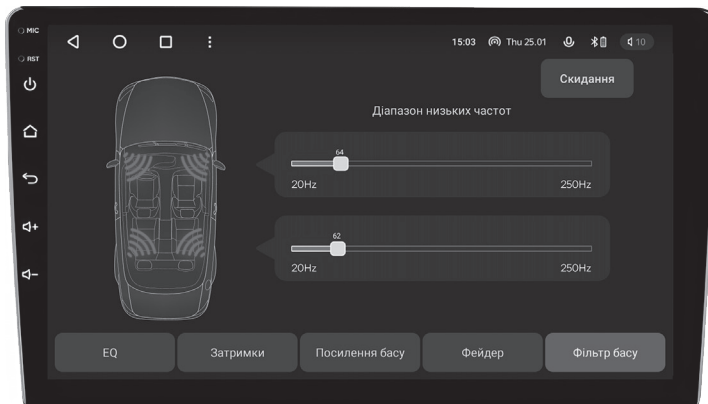 MIC
RST
15:03 Thu 25.01 10
Скидання
Діапазон низьких частот
64
20Hz 250Hz
62
20Hz 250Hz
EQ Затримки Посилення басу Фейдер Фільтр басу